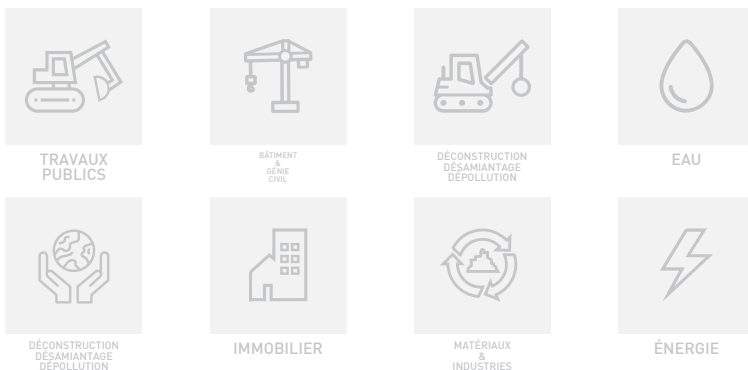 TRAVAUX
PUBLICS
BÂTIMENT
&
GÉNIE
CIVIL
DÉCONSTRUCTION
DÉSAMIANTAGE
DÉPOLLUTION
EAU
DÉCONSTRUCTION
DÉSAMIANTAGE
DÉPOLLUTION
IMMOBILIER
MATÉRIAUX
&
INDUSTRIES
ÉNERGIE